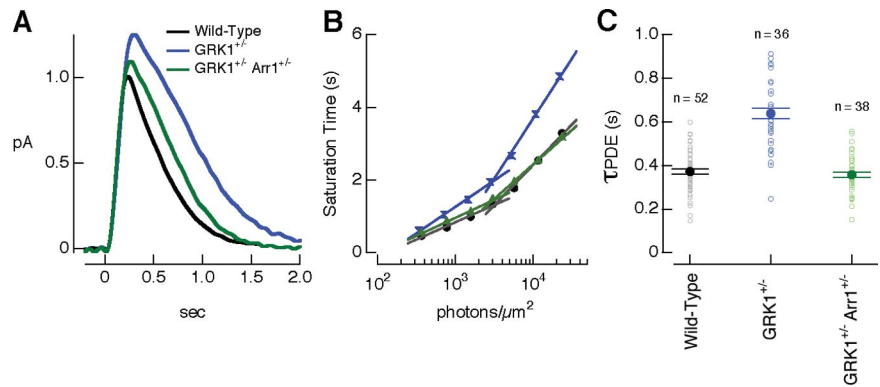 A
Wild-Type
GRK1+/-
GRK1+/- Arr1+/-
1.0
0.5
0
pA
0
0.5
1.0
1.5
2.0
sec
B
Saturation Time (s)
6
4
2
0
10²
10³
10⁴
photons/µm²
C
τPDE (s)
1.0
0.8
0.6
0.4
0.2
0
n = 52
n = 36
n = 38
Wild-Type
GRK1+/-
GRK1+/- Arr1+/-